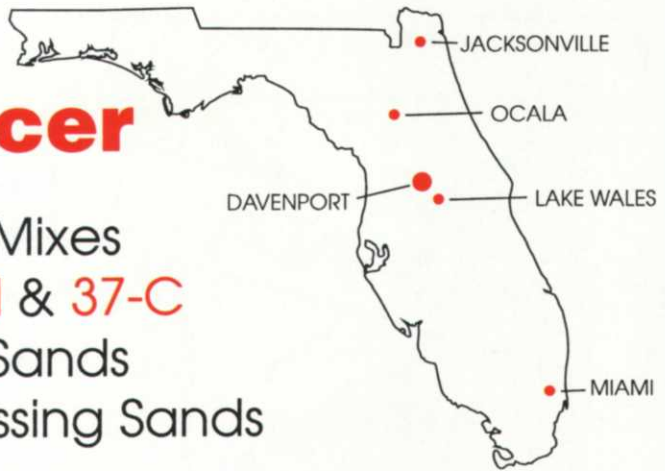 cer
Mixes
& 37-C
Sands
ssing Sands
JACKSONVILLE
OCALA
DAVENPORT
LAKE WALES
MIAMI